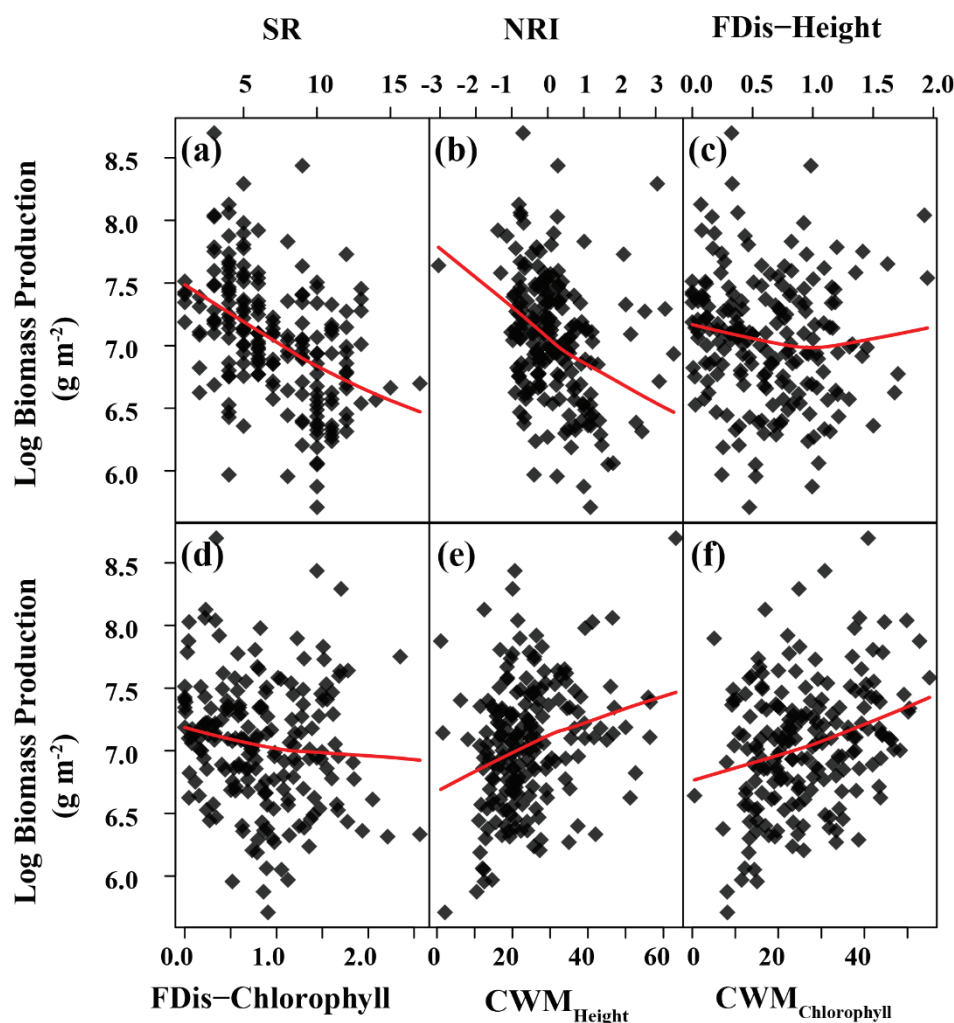 SR NRI FDis−Height
5 10 15 -3 -2 -1 0 1 2 3 0.0 0.5 1.0 1.5 2.0
(a) (b) (c)
8.5
8.0
7.5
7.0
6.5
6.0
Log Biomass Production
(g m-2)
(d) (e) (f)
8.5
8.0
7.5
7.0
6.5
6.0
Log Biomass Production
(g m-2)
0.0 1.0 2.0 0 20 40 60 0 20 40
FDis−Chlorophyll CWMHeight CWMChlorophyll